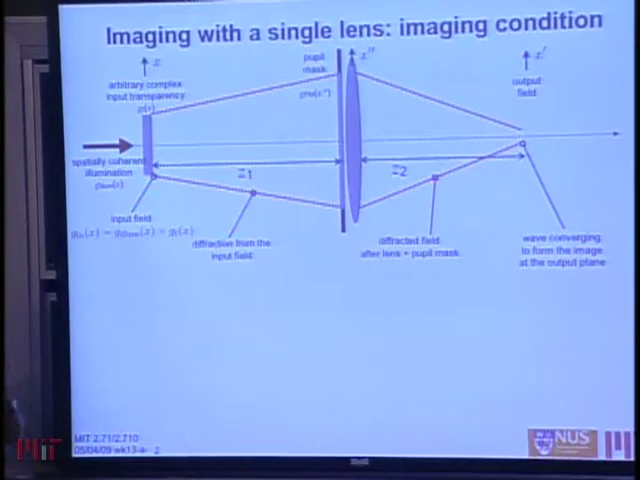 Imaging with a single lens: imaging condition
x
arbitrary complex
input transparency
pupil
mask
x''
x'
output
field
spatially coherent
illumination
z1
z2
input field
diffraction from the
input field
diffracted field
after lens + pupil mask
wave converging
to form the image
at the output plane
MIT 2.71/2.710
05/04/09 wk13-a- 2
NUS
MIT